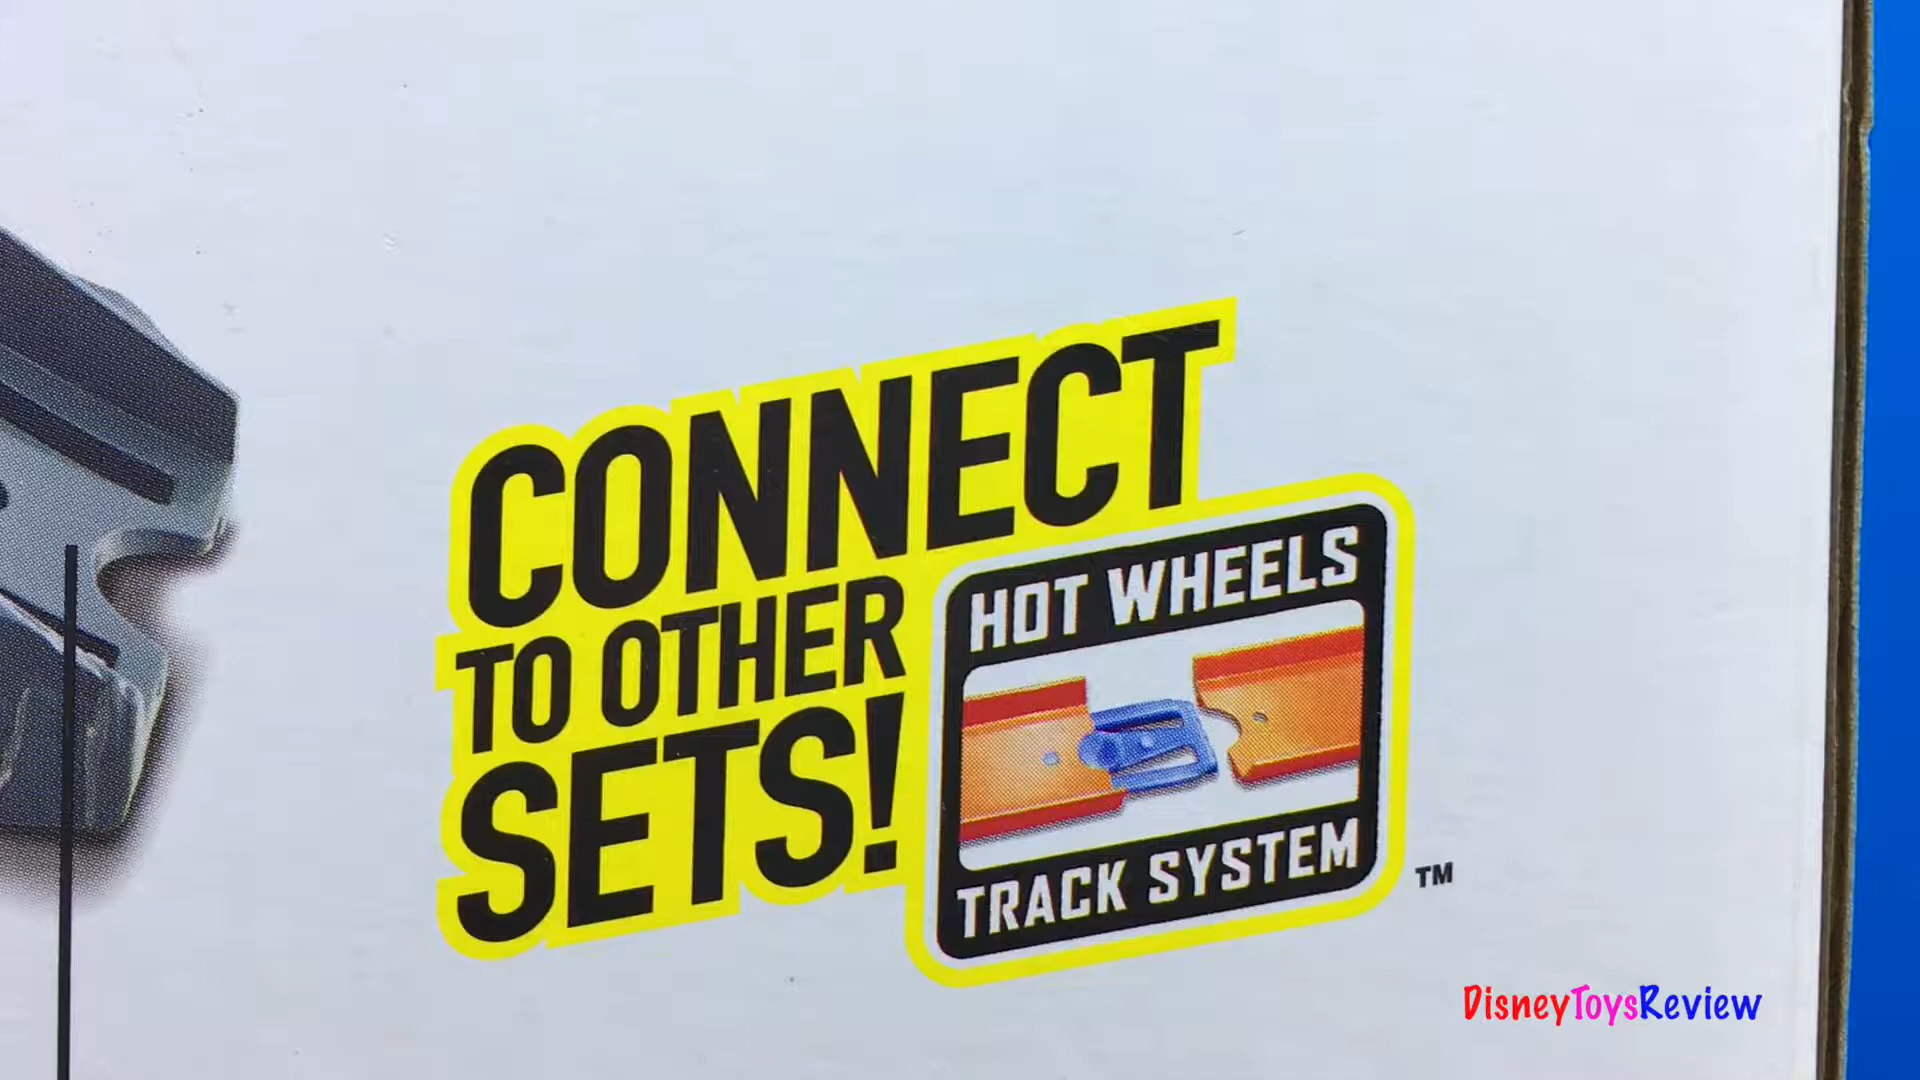 CONNECT
TO OTHER
SETS!
HOT WHEELS
TRACK SYSTEM
TM
DisneyToysReview